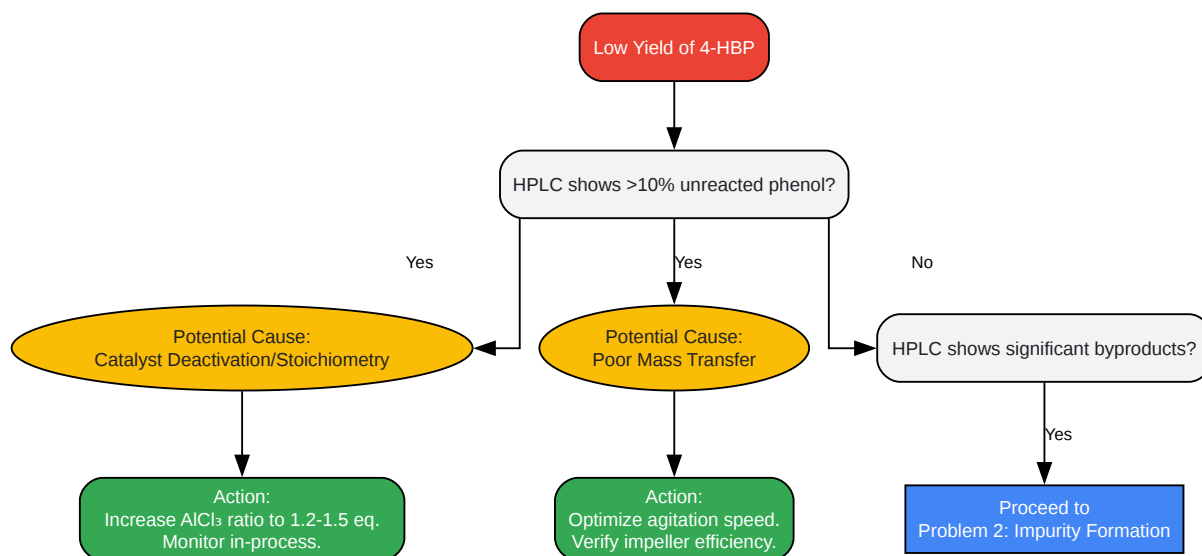 Low Yield of 4-HBP
HPLC shows >10% unreacted phenol?
Yes
Yes
No
Potential Cause:
Catalyst Deactivation/Stoichiometry
Potential Cause:
Poor Mass Transfer
HPLC shows significant byproducts?
Yes
Action:
Increase AlCl₃ ratio to 1.2-1.5 eq.
Monitor in-process.
Action:
Optimize agitation speed.
Verify impeller efficiency.
Proceed to
Problem 2: Impurity Formation